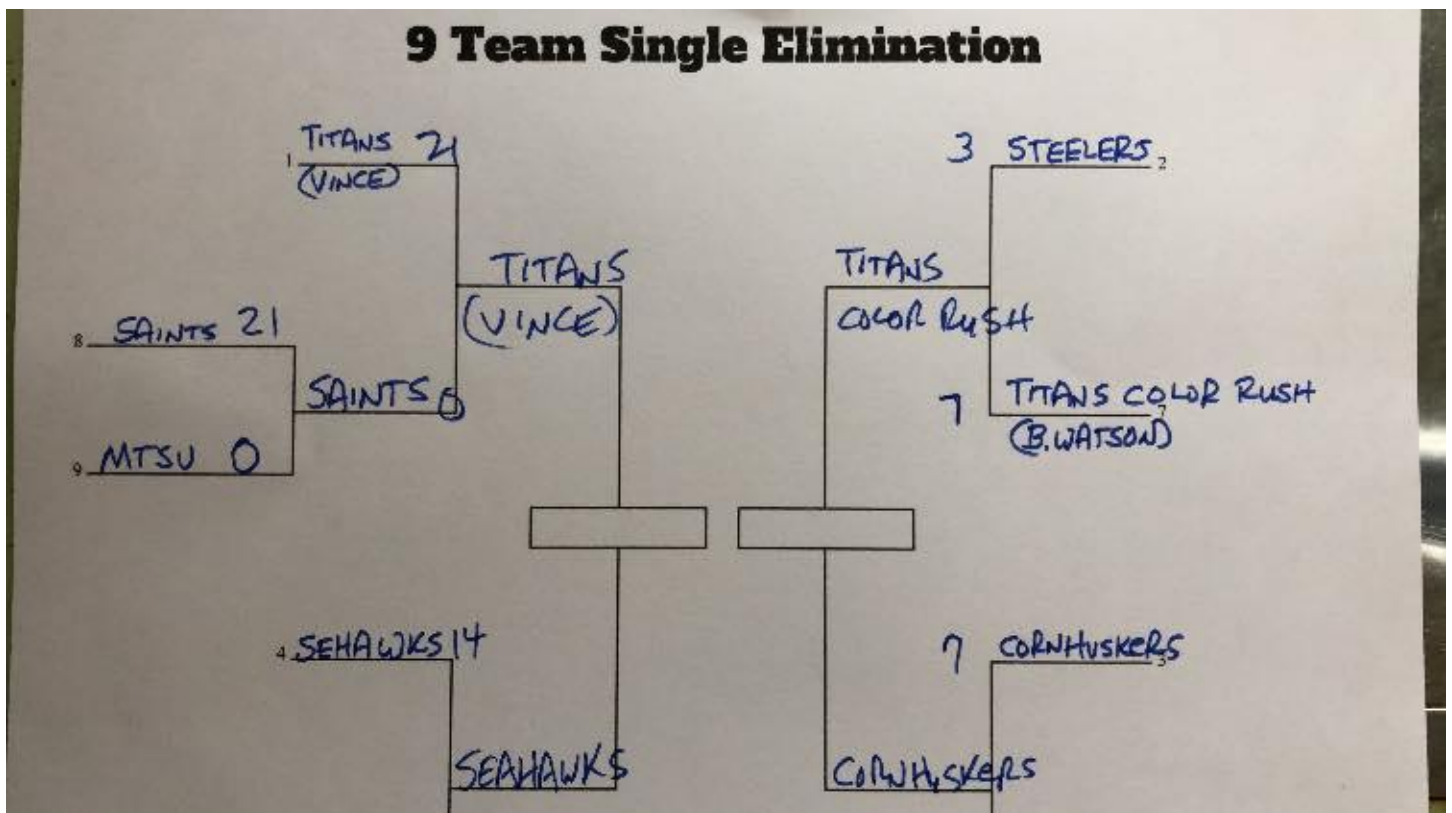 9 Team Single Elimination
1 TITANS 21
(VINCE)
TITANS
(VINCE)
8 SAINTS 21
SAINTS 0
9 MTSU 0
4 SEHAWKS 14
SEAHAWKS
3 STEELERS 2
TITANS
COLOR RUSH
7 TITANS COLOR RUSH 7
(B.WATSON)
7 CORNHUSKERS 3
CORNHUSKERS